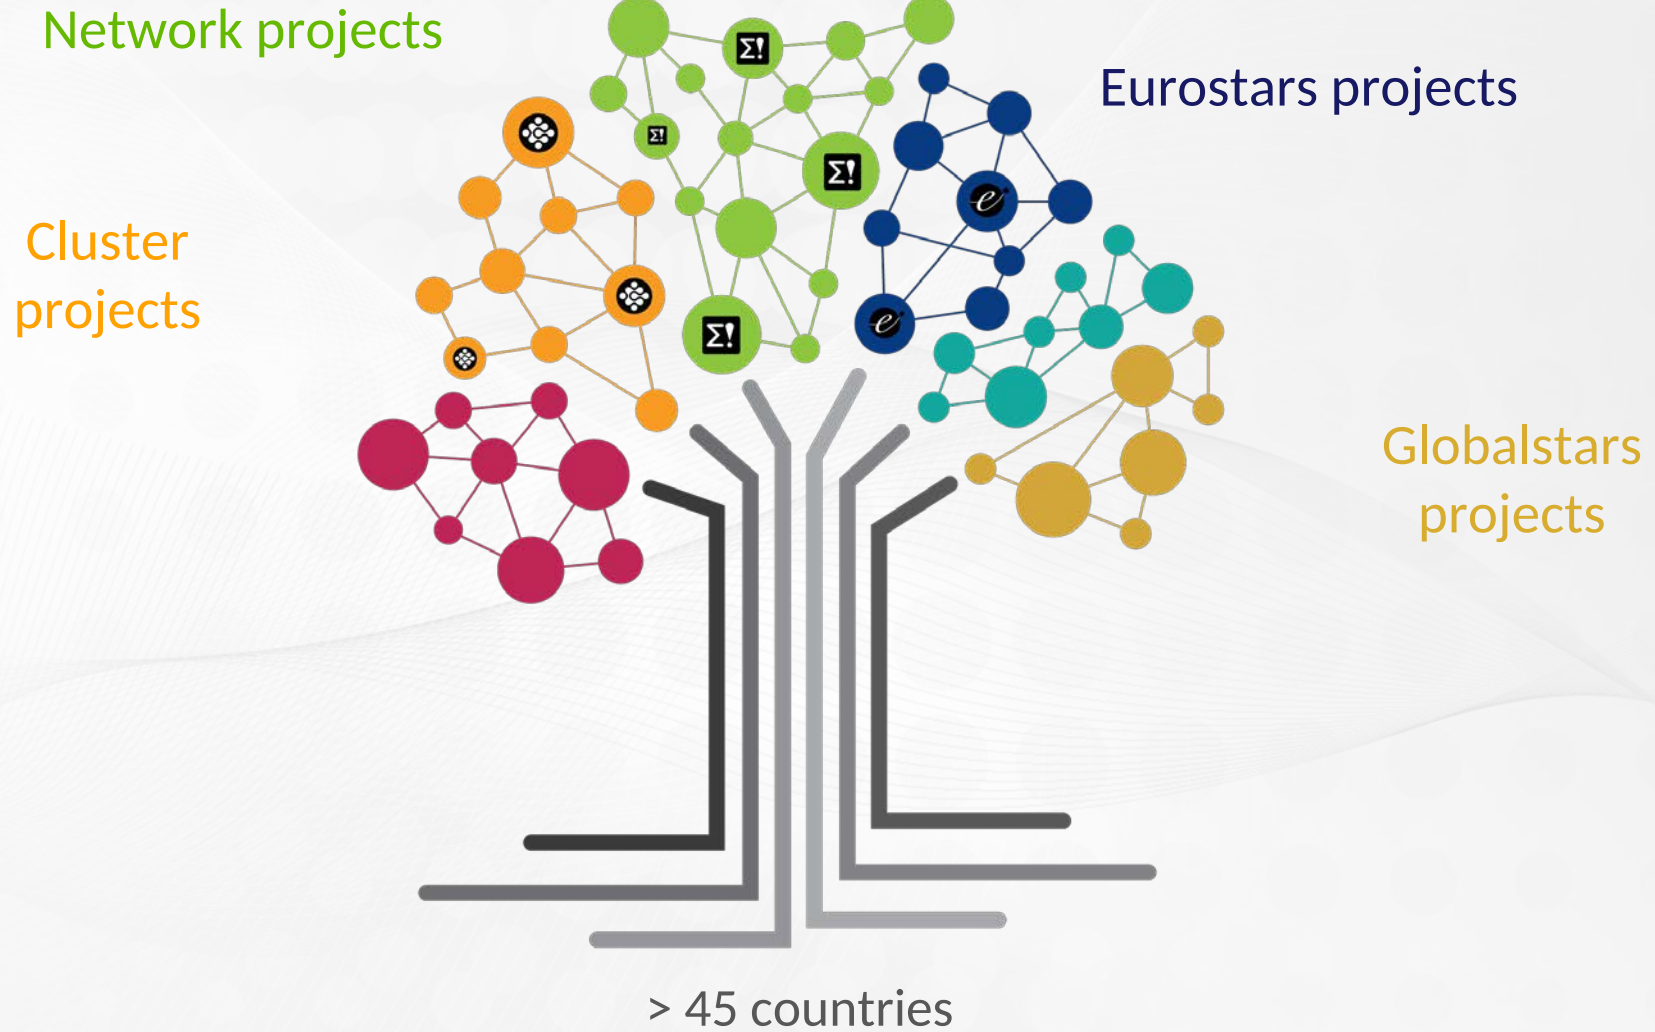 Network projects
Σ!
Eurostars projects
Σ!
Σ!
e
Cluster
projects
Σ!
e
Globalstars
projects
> 45 countries